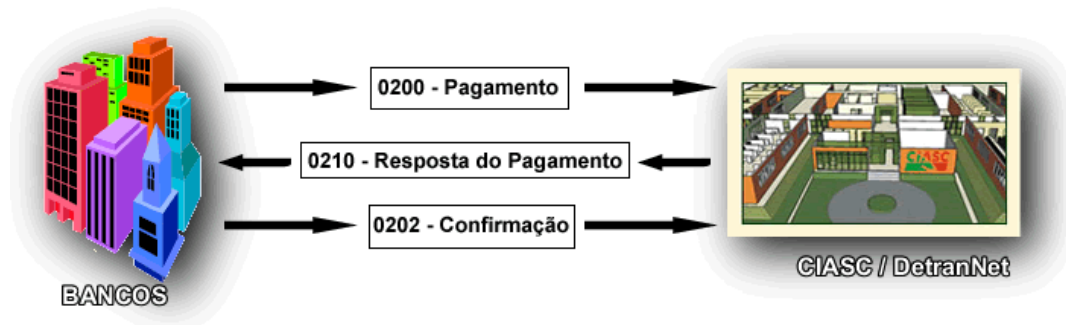 0200 - Pagamento
0210 - Resposta do Pagamento
CIASC
0202 - Confirmação
CIASC / DetranNet
BANCOS